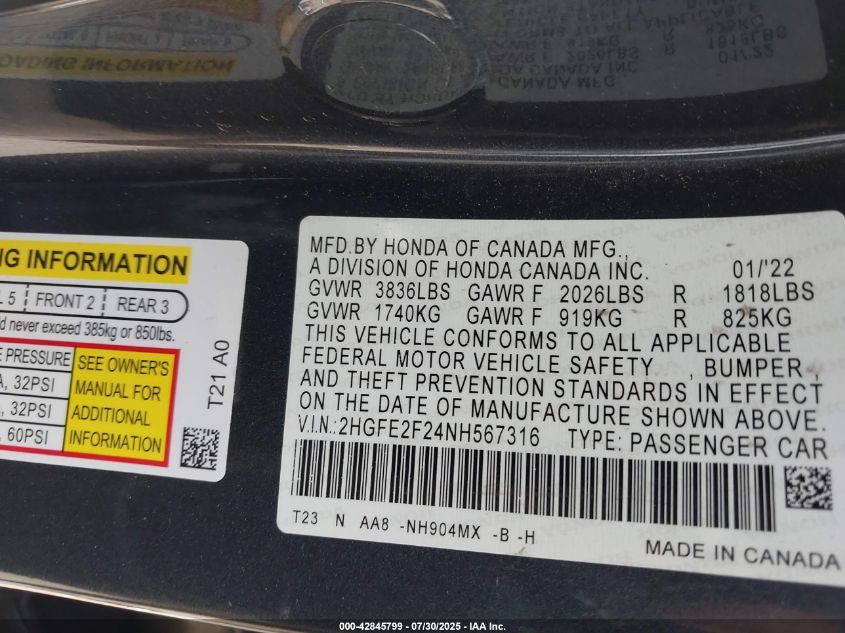 NG INFORMATION
L 5 FRONT 2 REAR 3
d never exceed 385kg or 850lbs.
E PRESSURE SEE OWNER'S
MANUAL FOR
ADDITIONAL
INFORMATION
A, 32PSI
A, 32PSI
, 60PSI
T21 A0
MFD.BY HONDA OF CANADA MFG.,
A DIVISION OF HONDA CANADA INC. 01/'22
GVWR 3836LBS GAWR F 2026LBS R 1818LBS
GVWR 1740KG GAWR F 919KG R 825KG
THIS VEHICLE CONFORMS TO ALL APPLICABLE
FEDERAL MOTOR VEHICLE SAFETY , BUMPER,
AND THEFT PREVENTION STANDARDS IN EFFECT
ON THE DATE OF MANUFACTURE SHOWN ABOVE.
V.I.N.:2HGFE2F24NH567316 TYPE: PASSENGER CAR
T23 N AA8 -NH904MX -B -H
MADE IN CANADA
000-42845799 - 07/30/2025 - IAA Inc.